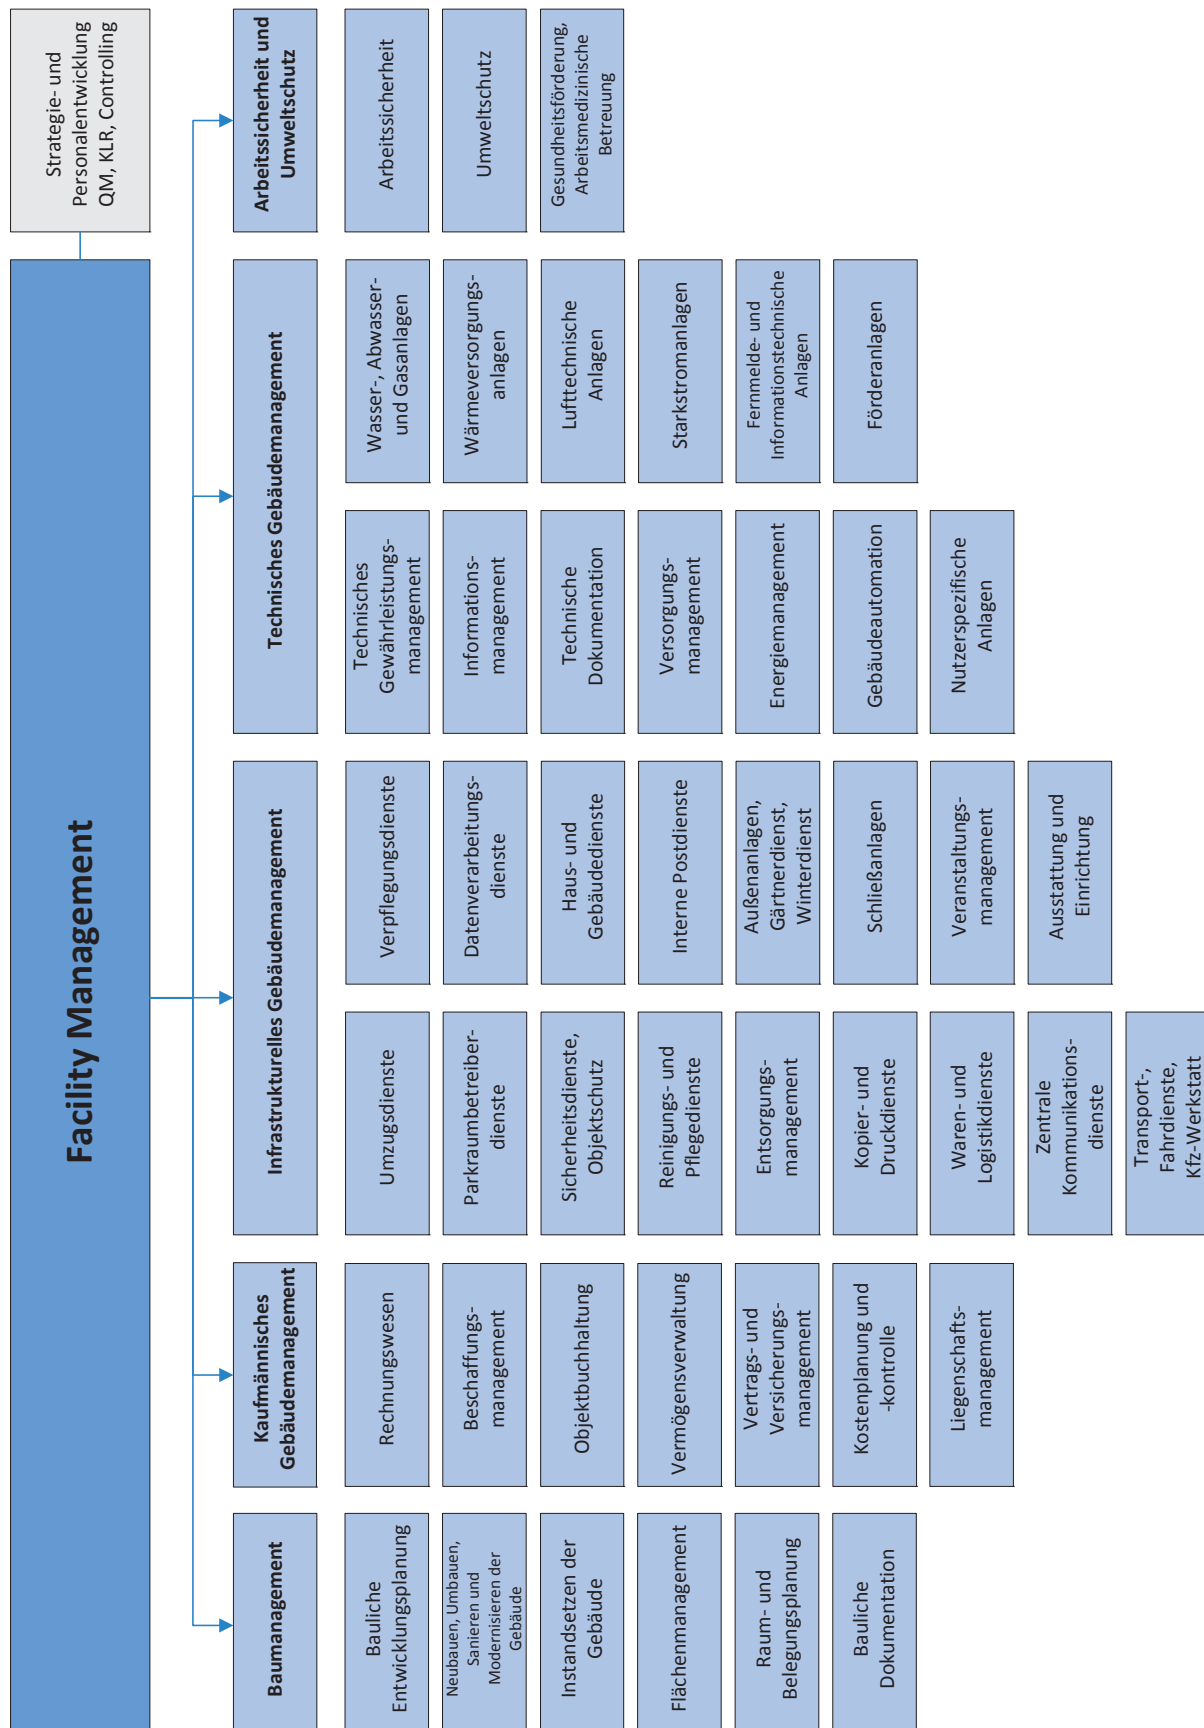 Facility Management
Strategie- und
Personalentwicklung
QM, KLR, Controlling
Baumanagement
Bauliche
Entwicklungsplanung
Neubauen, Umbauen,
Sanieren und
Modernisieren der
Gebäude
Instandsetzen der
Gebäude
Flächenmanagement
Raum- und
Belegungsplanung
Bauliche
Dokumentation
Kaufmännisches
Gebäudemanagement
Rechnungswesen
Beschaffungs-
management
Objektbuchhaltung
Vermögensverwaltung
Vertrags- und
Versicherungs-
management
Kostenplanung und
-kontrolle
Liegenschafts-
management
Infrastrukturelles Gebäudemanagement
Umzugsdienste
Parkraumbetreiber-
dienste
Sicherheitsdienste,
Objektschutz
Reinigungs- und
Pflegedienste
Entsorgungs-
management
Kopier- und
Druckdienste
Waren- und
Logistikdienste
Zentrale
Kommunikations-
dienste
Transport-,
Fahrdienste,
Kfz-Werkstatt
Verpflegungsdienste
Datenverarbeitungs-
dienste
Haus- und
Gebäudedienste
Interne Postdienste
Außenanlagen,
Gärtnerdienst,
Winterdienst
Schließanlagen
Veranstaltungs-
management
Ausstattung und
Einrichtung
Technisches Gebäudemanagement
Technisches
Gewährleistungs-
management
Informations-
management
Technische
Dokumentation
Versorgungs-
management
Energiemanagement
Gebäudeautomation
Nutzerspezifische
Anlagen
Wasser-, Abwasser-
und Gasanlagen
Wärmeversorgungs-
anlagen
Lufttechnische
Anlagen
Starkstromanlagen
Fernmelde- und
Informationstechnische
Anlagen
Förderanlagen
Arbeitssicherheit und
Umweltschutz
Arbeitssicherheit
Umweltschutz
Gesundheitsförderung,
Arbeitsmedizinische
Betreuung